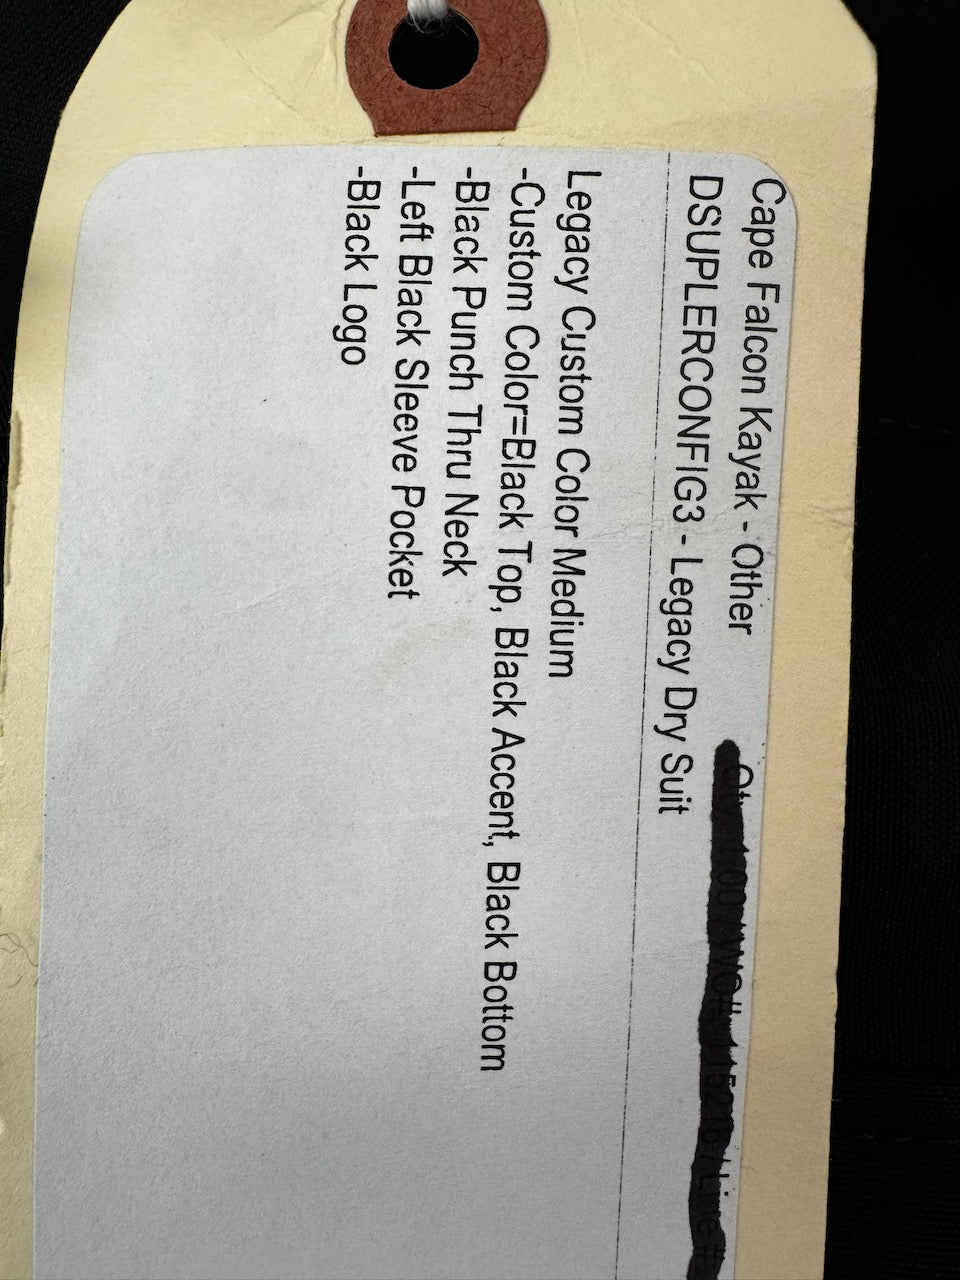 Cape Falcon Kayak - Other
DSUPLERCONFIG3 - Legacy Dry Suit
Legacy Custom Color Medium
-Custom Color=Black Top, Black Accent, Black Bottom
-Black Punch Thru Neck
-Left Black Sleeve Pocket
-Black Logo